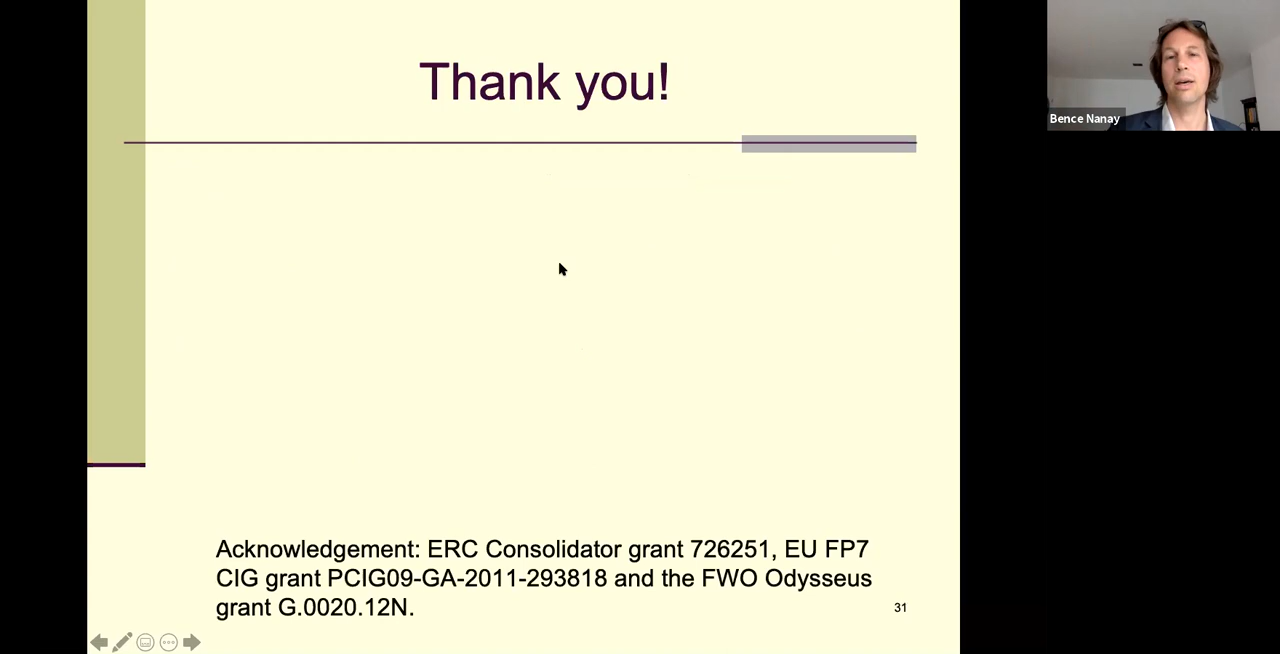 Thank you!
Bence Nanay
Acknowledgement: ERC Consolidator grant 726251, EU FP7
CIG grant PCIG09-GA-2011-293818 and the FWO Odysseus
grant G.0020.12N.
31